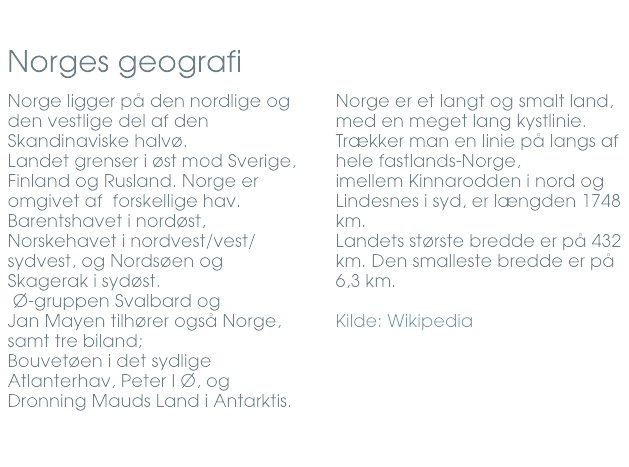 Norges geografi
Norge ligger på den nordlige og
den vestlige del af den
Skandinaviske halvø.
Landet grenser i øst mod Sverige,
Finland og Rusland. Norge er
omgivet af  forskellige hav.
Barentshavet i nordøst,
Norskehavet i nordvest/vest/
sydvest, og Nordsøen og
Skagerak i sydøst.
Ø-gruppen Svalbard og
Jan Mayen tilhører også Norge,
samt tre biland;
Bouvetøen i det sydlige
Atlanterhav, Peter I Ø, og
Dronning Mauds Land i Antarktis.
Norge er et langt og smalt land,
med en meget lang kystlinie.
Trækker man en linie på langs af
hele fastlands-Norge,
imellem Kinnarodden i nord og
Lindesnes i syd, er længden 1748
km.
Landets største bredde er på 432
km. Den smalleste bredde er på
6,3 km.
Kilde: Wikipedia